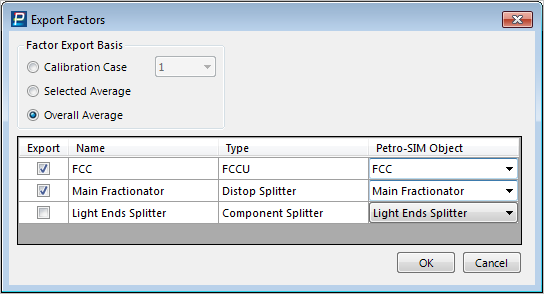 Export Factors
Factor Export Basis
Calibration Case 1
Selected Average
Overall Average
Export Name Type Petro-SIM Object
FCC FCCU FCC
Main Fractionator Distop Splitter Main Fractionator
Light Ends Splitter Component Splitter Light Ends Splitter
OK Cancel